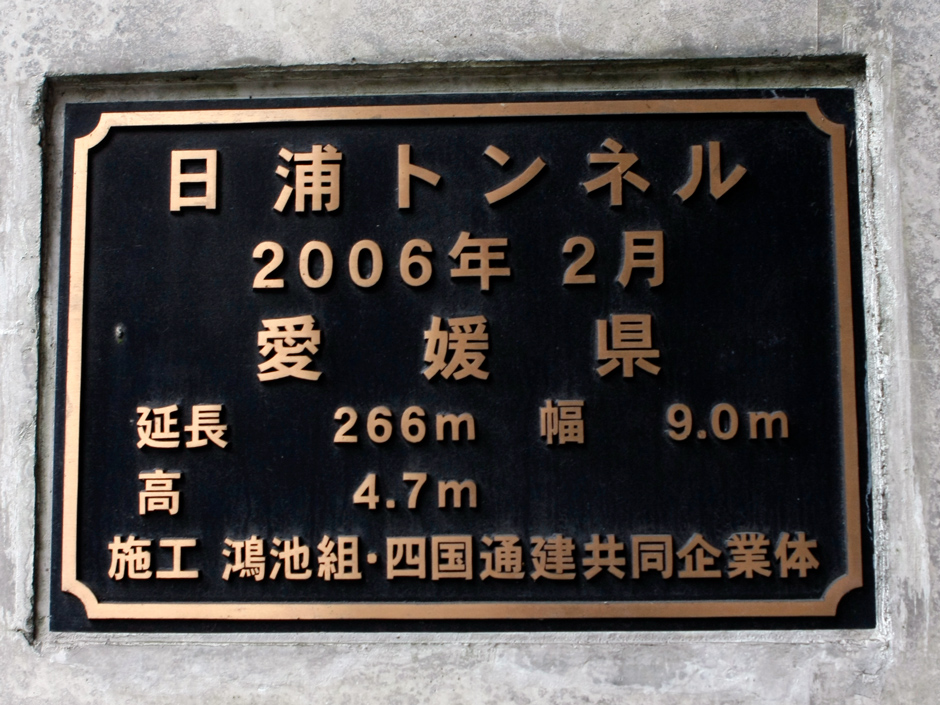 日浦トンネル
2006年 2月
愛媛県
延長 266m 幅 9.0m
高 4.7m
施工 鴻池組・四国通建共同企業体